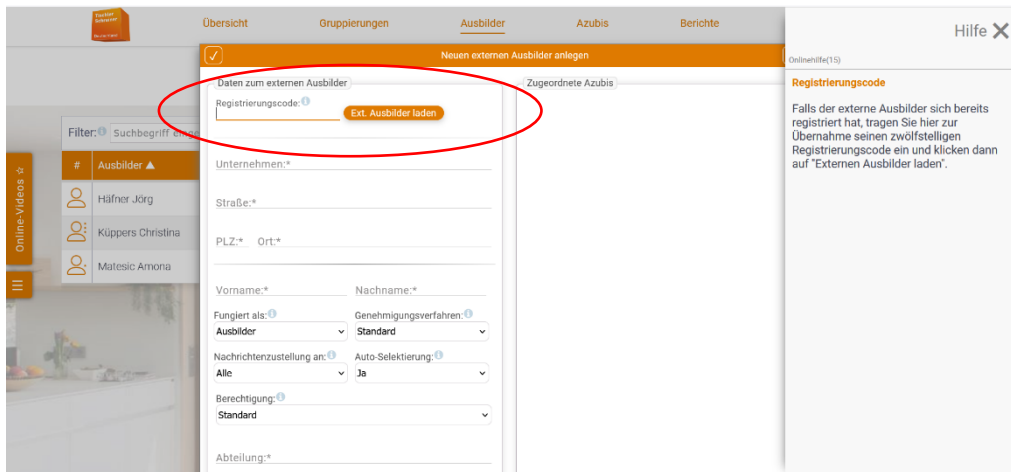 Übersicht
Gruppierungen
Ausbilder
Azubis
Berichte
Hilfe
Neuen externen Ausbilder anlegen
Onlinehilfe(15)
Daten zum externen Ausbilder
Zugeordnete Azubis
Registrierungscode
Falls der externe Ausbilder sich bereits
registriert hat, tragen Sie hier zur
Übernahme seinen zwölfstelligen
Registrierungscode ein und klicken dann
auf "Externen Ausbilder laden".
Registrierungscode:
Ext. Ausbilder laden
Filter: Suchbegriff
# Ausbilder ▲
Häfner Jörg
Küppers Christina
Matesic Amona
Online-Videos ☆
Unternehmen:*
Straße:*
PLZ:* Ort:*
Vorname:* Nachname:*
Fungiert als: Genehmigungsverfahren:
Ausbilder Standard
Nachrichtenzustellung an: Auto-Selektierung:
Alle Ja
Berechtigung:
Standard
Abteilung:*